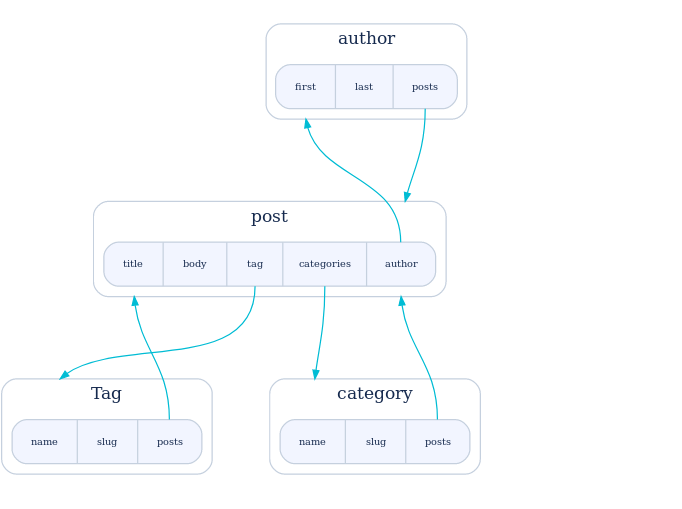 author
first last posts
post
title body tag categories author
Tag
name slug posts
category
name slug posts